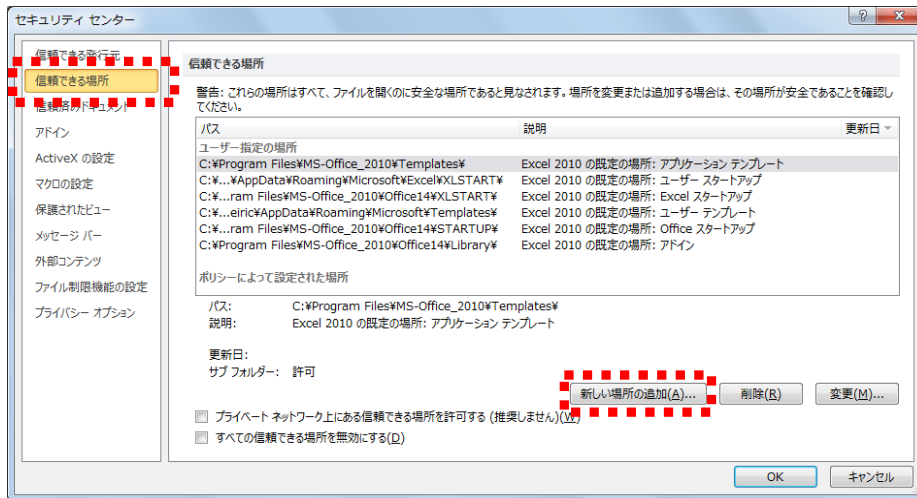 セキュリティ センター
信頼できる発行元
信頼できる場所
信頼済みドキュメント
アドイン
ActiveX の設定
マクロの設定
保護されたビュー
メッセージ バー
外部コンテンツ
ファイル制限機能の設定
プライバシー オプション
信頼できる場所
警告: これらの場所はすべて、ファイルを開くのに安全な場所であると見なされます。場所を変更または追加する場合は、その場所が安全であることを確認し
てください。
パス 説明 更新日
ユーザー指定の場所
C:¥Program Files¥MS-Office_2010¥Templates¥ Excel 2010 の既定の場所: アプリケーション テンプレート
C:¥...¥AppData¥Roaming¥Microsoft¥Excel¥XLSTART¥ Excel 2010 の既定の場所: ユーザー スタートアップ
C:¥...ram Files¥MS-Office_2010¥Office14¥XLSTART¥ Excel 2010 の既定の場所: Excel スタートアップ
C:¥...eiric¥AppData¥Roaming¥Microsoft¥Templates¥ Excel 2010 の既定の場所: ユーザー テンプレート
C:¥...ram Files¥MS-Office_2010¥Office14¥STARTUP¥ Excel 2010 の既定の場所: Office スタートアップ
C:¥Program Files¥MS-Office_2010¥Office14¥Library¥ Excel 2010 の既定の場所: アドイン
ポリシーによって設定された場所
パス: C:¥Program Files¥MS-Office_2010¥Templates¥
説明: Excel 2010 の既定の場所: アプリケーション テンプレート
更新日:
サブ フォルダー: 許可
新しい場所の追加(A)... 削除(R) 変更(M)...
プライベート ネットワーク上にある信頼できる場所を許可する (推奨しません)(W)
すべての信頼できる場所を無効にする(D)
OK キャンセル